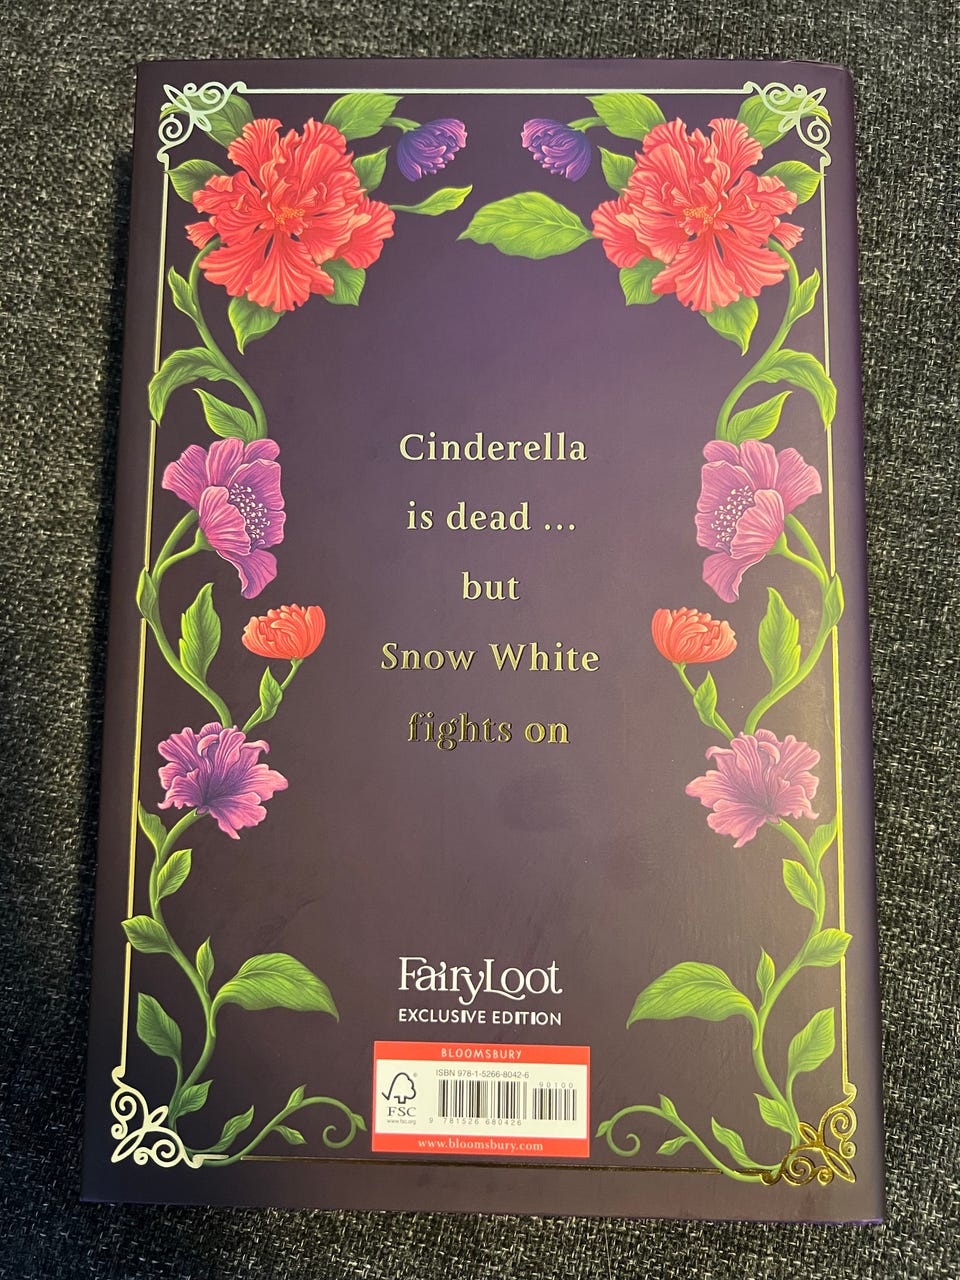 Cinderella
is dead ...
but
Snow White
fights on
FairyLoot
EXCLUSIVE EDITION
BLOOMSBURY
ISBN 978-1-5266-8042-6
90100
FSC
www.fsc.org
9 781526 680426
www.bloomsbury.com